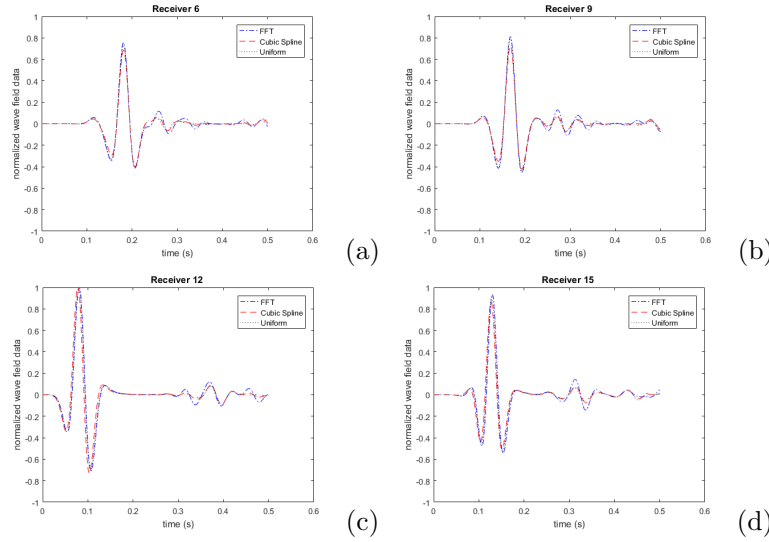 Receiver 6
1
0.8
0.6
0.4
0.2
0
-0.2
-0.4
-0.6
-0.8
-1
normalized wave field data
0 0.1 0.2 0.3 0.4 0.5 0.6
time (s)
FFT
Cubic Spline
Uniform
(a)
Receiver 9
1
0.8
0.6
0.4
0.2
0
-0.2
-0.4
-0.6
-0.8
-1
normalized wave field data
0 0.1 0.2 0.3 0.4 0.5 0.6
time (s)
FFT
Cubic Spline
Uniform
(b)
Receiver 12
1
0.8
0.6
0.4
0.2
0
-0.2
-0.4
-0.6
-0.8
-1
normalized wave field data
0 0.1 0.2 0.3 0.4 0.5 0.6
time (s)
FFT
Cubic Spline
Uniform
(c)
Receiver 15
1
0.8
0.6
0.4
0.2
0
-0.2
-0.4
-0.6
-0.8
-1
normalized wave field data
0 0.1 0.2 0.3 0.4 0.5 0.6
time (s)
FFT
Cubic Spline
Uniform
(d)